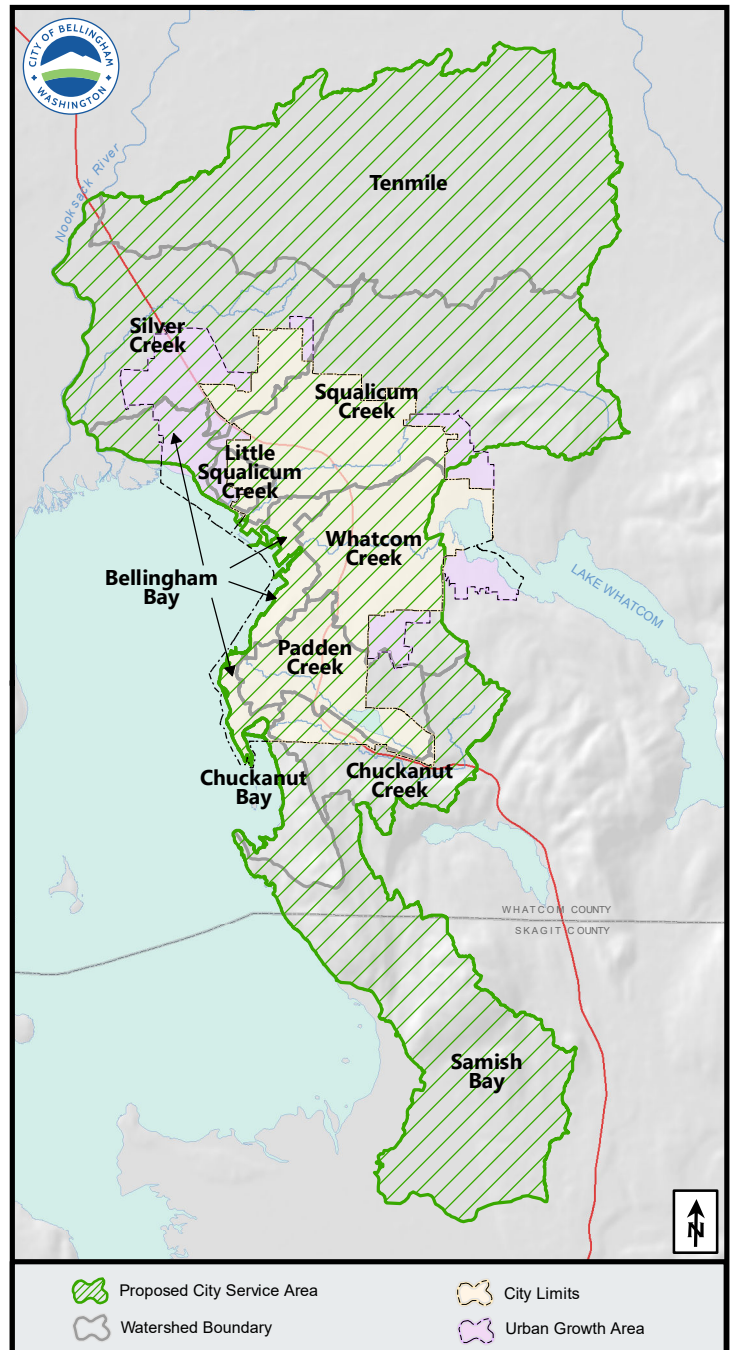 CITY OF BELLINGHAM
WASHINGTON
Nooksack River
Tenmile
Silver
Creek
Squalicum
Creek
Little
Squalicum
Creek
Whatcom
Creek
Bellingham
Bay
LAKE WHATCOM
Padden
Creek
Chuckanut
Bay
Chuckanut
Creek
WHATCOM COUNTY
SKAGIT COUNTY
Samish
Bay
N
Proposed City Service Area
City Limits
Watershed Boundary
Urban Growth Area